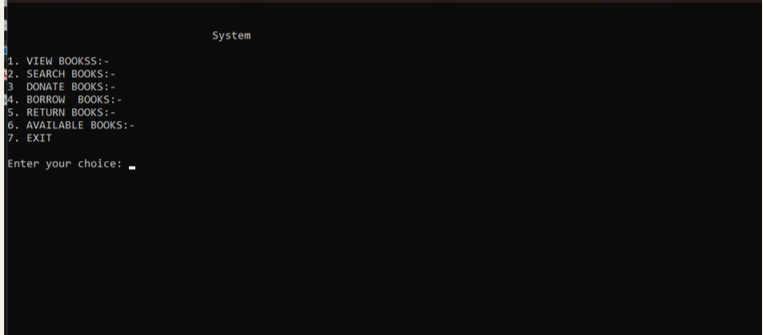 System
1. VIEW BOOKSS:-
2. SEARCH BOOKS:-
3  DONATE BOOKS:-
4. BORROW  BOOKS:-
5. RETURN BOOKS:-
6. AVAILABLE BOOKS:-
7. EXIT
Enter your choice: